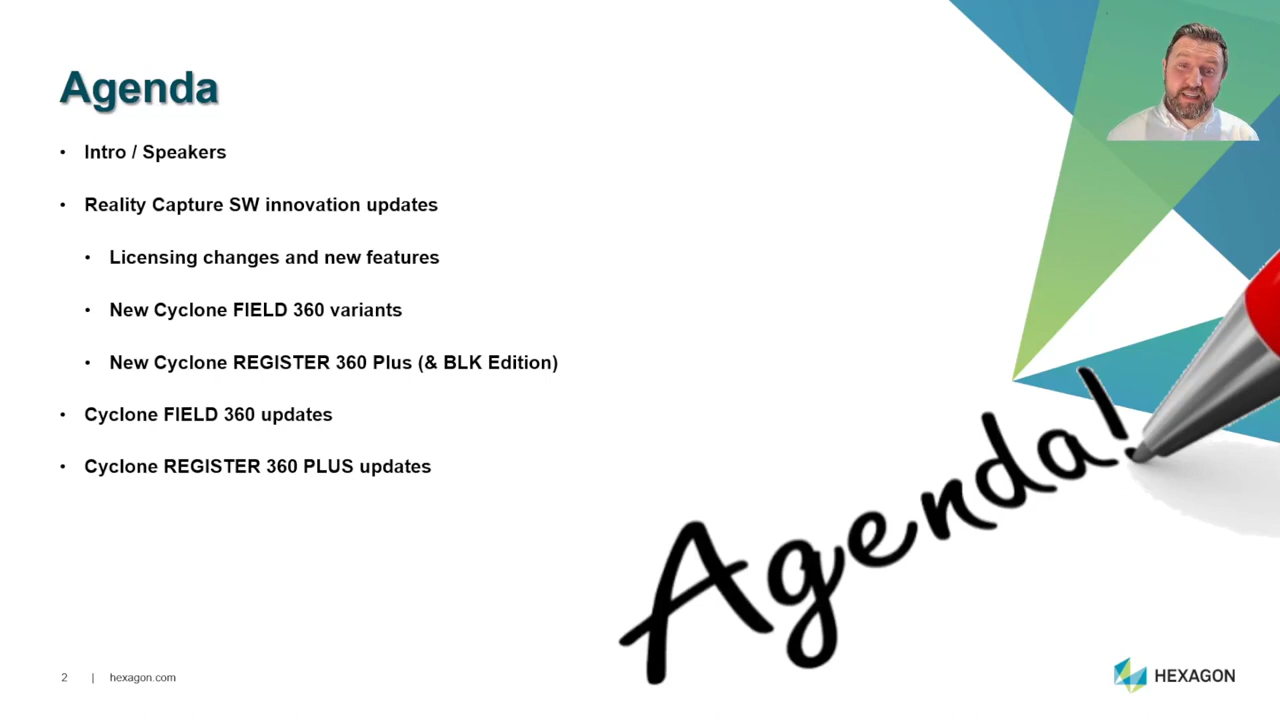 Agenda
• Intro / Speakers
• Reality Capture SW innovation updates
• Licensing changes and new features
• New Cyclone FIELD 360 variants
• New Cyclone REGISTER 360 Plus (& BLK Edition)
• Cyclone FIELD 360 updates
• Cyclone REGISTER 360 PLUS updates
Agenda!
2 | hexagon.com
HEXAGON